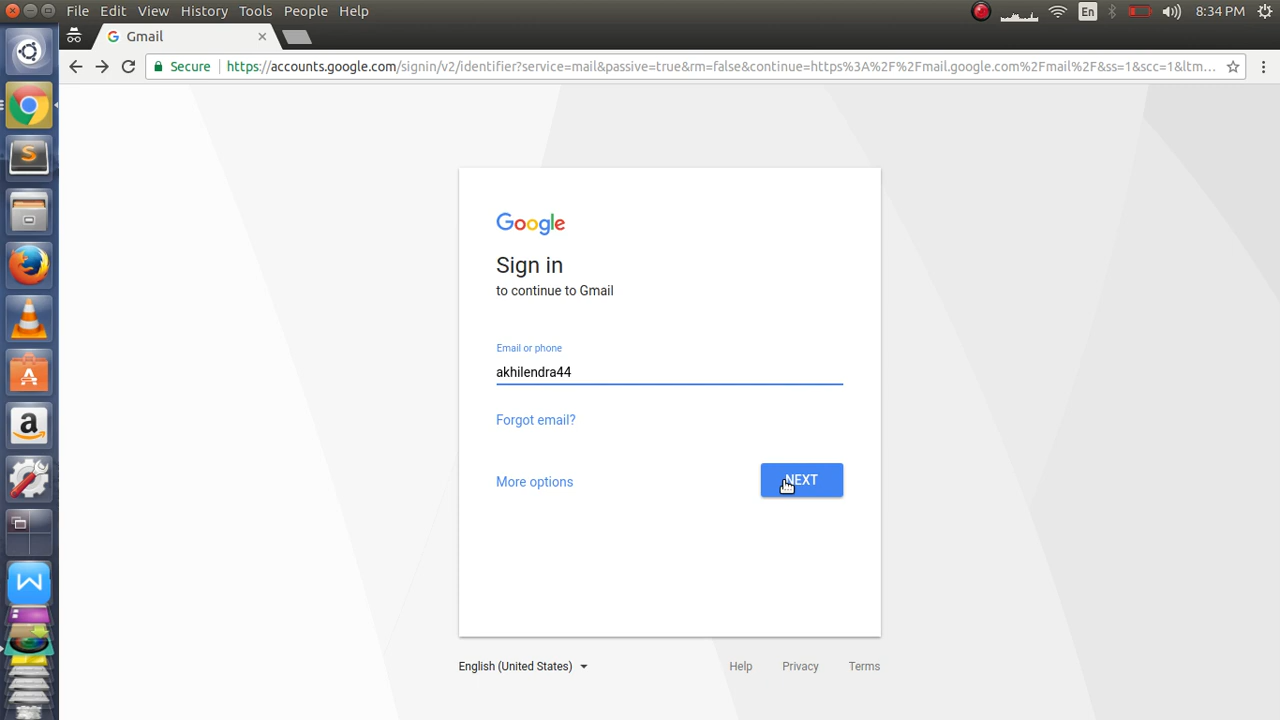 File Edit View History Tools People Help
En
8:34 PM
Gmail
Secure
https://accounts.google.com/signin/v2/identifier?service=mail&passive=true&rm=false&continue=https%3A%2F%2Fmail.google.com%2Fmail%2F&ss=1&scc=1&ltm...
Google
Sign in
to continue to Gmail
Email or phone
akhilendra44
Forgot email?
More options
NEXT
English (United States)
Help Privacy Terms